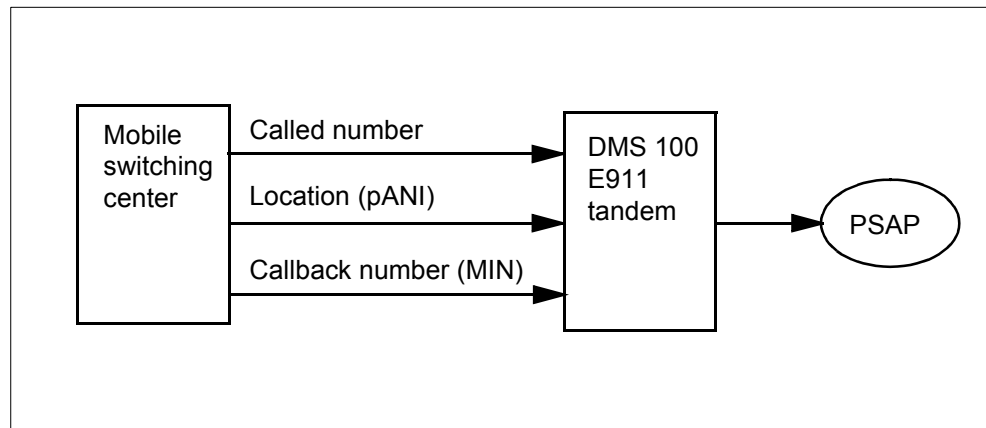 Mobile
switching
center
Called number
Location (pANI)
Callback number (MIN)
DMS 100
E911
tandem
PSAP